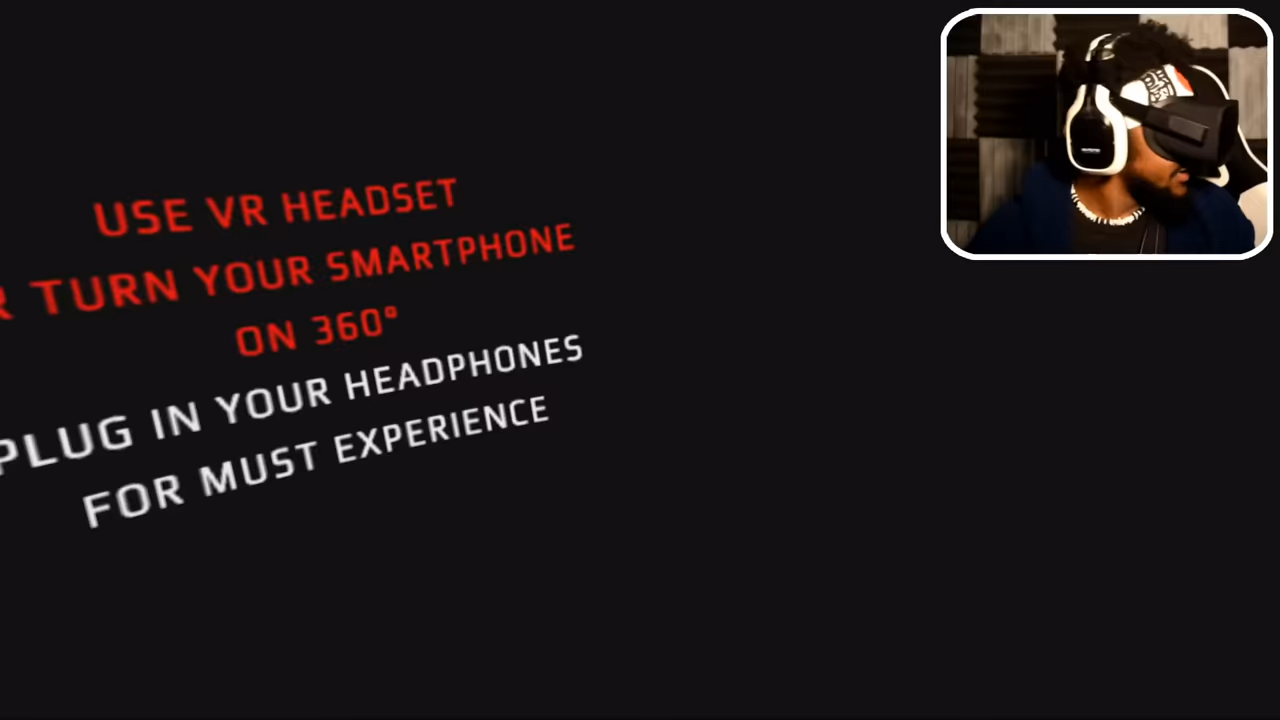 USE VR HEADSET
R TURN YOUR SMARTPHONE
ON 360°
PLUG IN YOUR HEADPHONES
FOR MUST EXPERIENCE